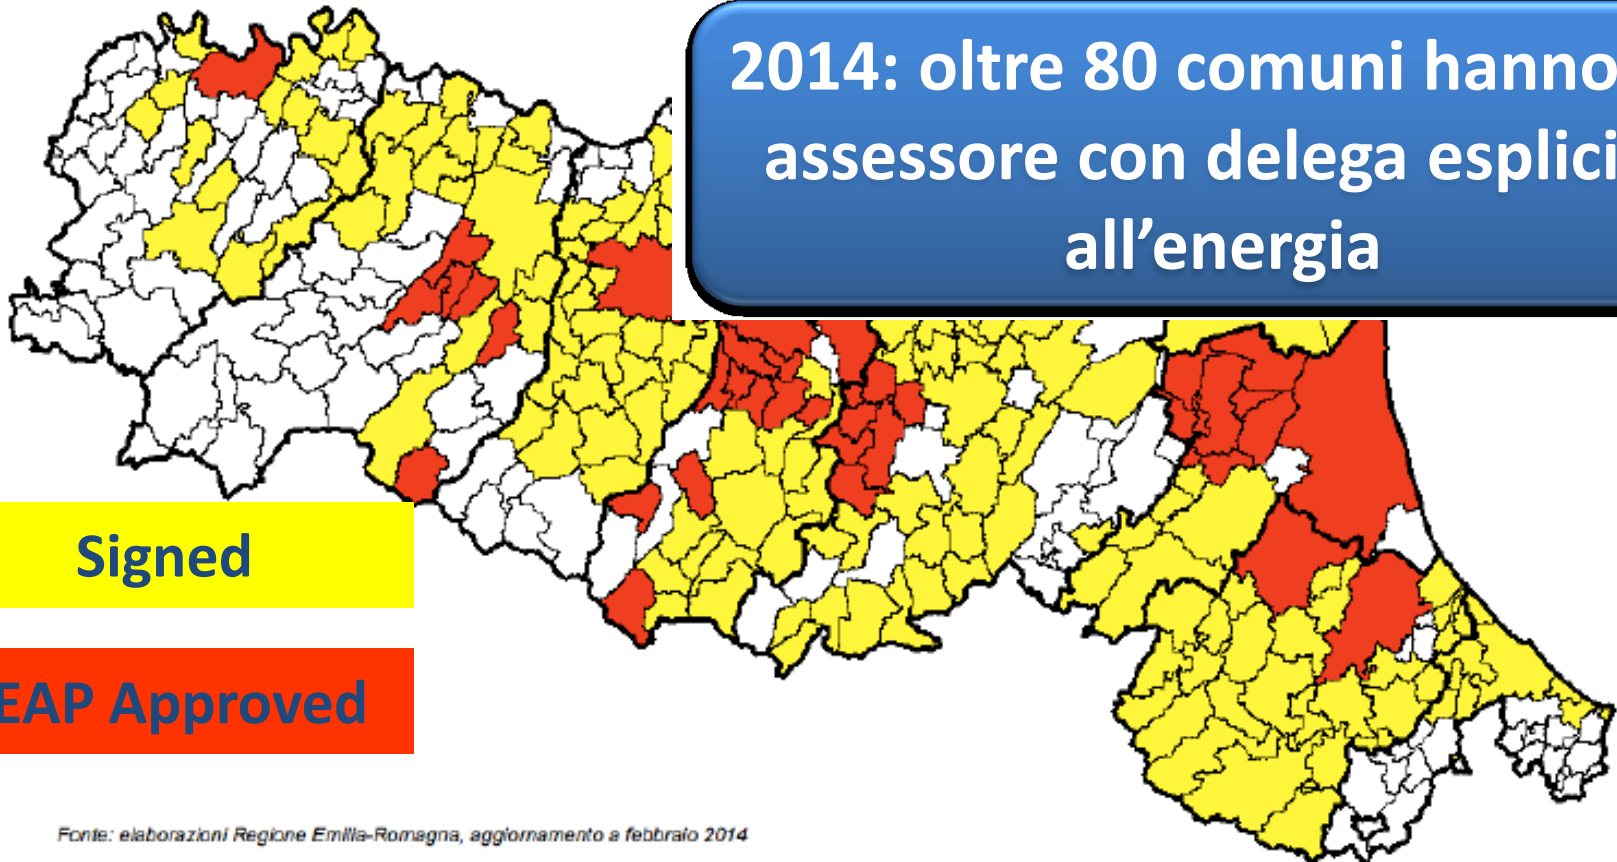 2014: oltre 80 comuni hanno
assessore con delega esplici
all’energia
Signed
EAP Approved
Fonte: elaborazioni Regione Emilia-Romagna, aggiornamento a febbraio 2014